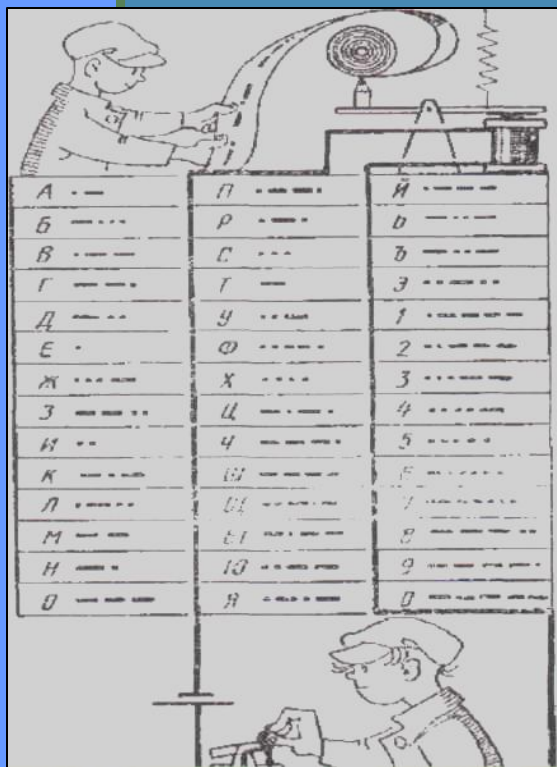 А
Б
В
Г
Д
Е
Ж
З
И
К
Л
М
Н
О
П
Р
С
Т
У
Ф
Х
Ц
Ч
Ш
Щ
Ы
Ю
Я
Й
Ь
Ъ
Э
1
2
3
4
5
6
7
8
9
0